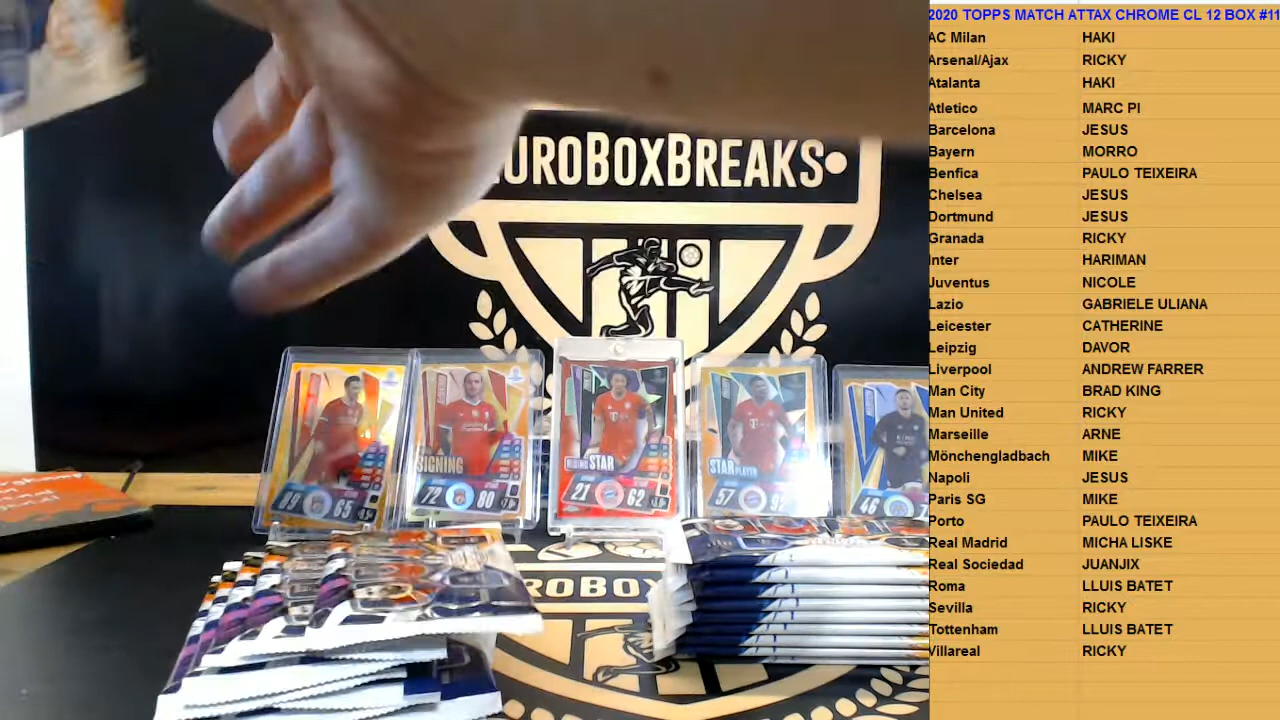 2020 TOPPS MATCH ATTAX CHROME CL 12 BOX #11
AC Milan HAKI
Arsenal/Ajax RICKY
Atalanta HAKI
Atletico MARC PI
Barcelona JESUS
Bayern MORRO
Benfica PAULO TEIXEIRA
Chelsea JESUS
Dortmund JESUS
Granada RICKY
Inter HARIMAN
Juventus NICOLE
Lazio GABRIELE ULIANA
Leicester CATHERINE
Leipzig DAVOR
Liverpool ANDREW FARRER
Man City BRAD KING
Man United RICKY
Marseille ARNE
Mönchengladbach MIKE
Napoli JESUS
Paris SG MIKE
Porto PAULO TEIXEIRA
Real Madrid MICHA LISKE
Real Sociedad JUANJIX
Roma LLUIS BATET
Sevilla RICKY
Tottenham LLUIS BATET
Villareal RICKY
UROBOXBREAKS
89 65
SIGNING
72 80
RISING STAR
21 62
STAR PLAYER
57 92
46
UROBO